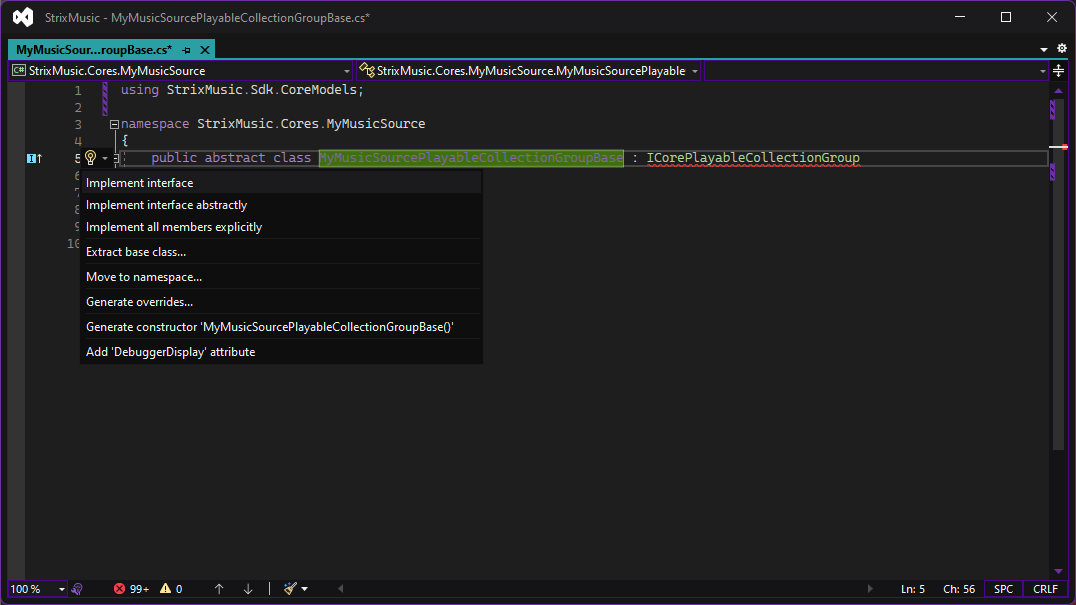 StrixMusic - MyMusicSourcePlayableCollectionGroupBase.cs*
MyMusicSour...roupBase.cs*
C# StrixMusic.Cores.MyMusicSource
StrixMusic.Cores.MyMusicSource.MyMusicSourcePlayable
1 using StrixMusic.Sdk.CoreModels;
2
3 namespace StrixMusic.Cores.MyMusicSource
4 {
5 public abstract class MyMusicSourcePlayableCollectionGroupBase : ICorePlayableCollectionGroup
6
7
8
9
10
Implement interface
Implement interface abstractly
Implement all members explicitly
Extract base class...
Move to namespace...
Generate overrides...
Generate constructor 'MyMusicSourcePlayableCollectionGroupBase()'
Add 'DebuggerDisplay' attribute
100 % 99+ 0 Ln: 5 Ch: 56 SPC CRLF